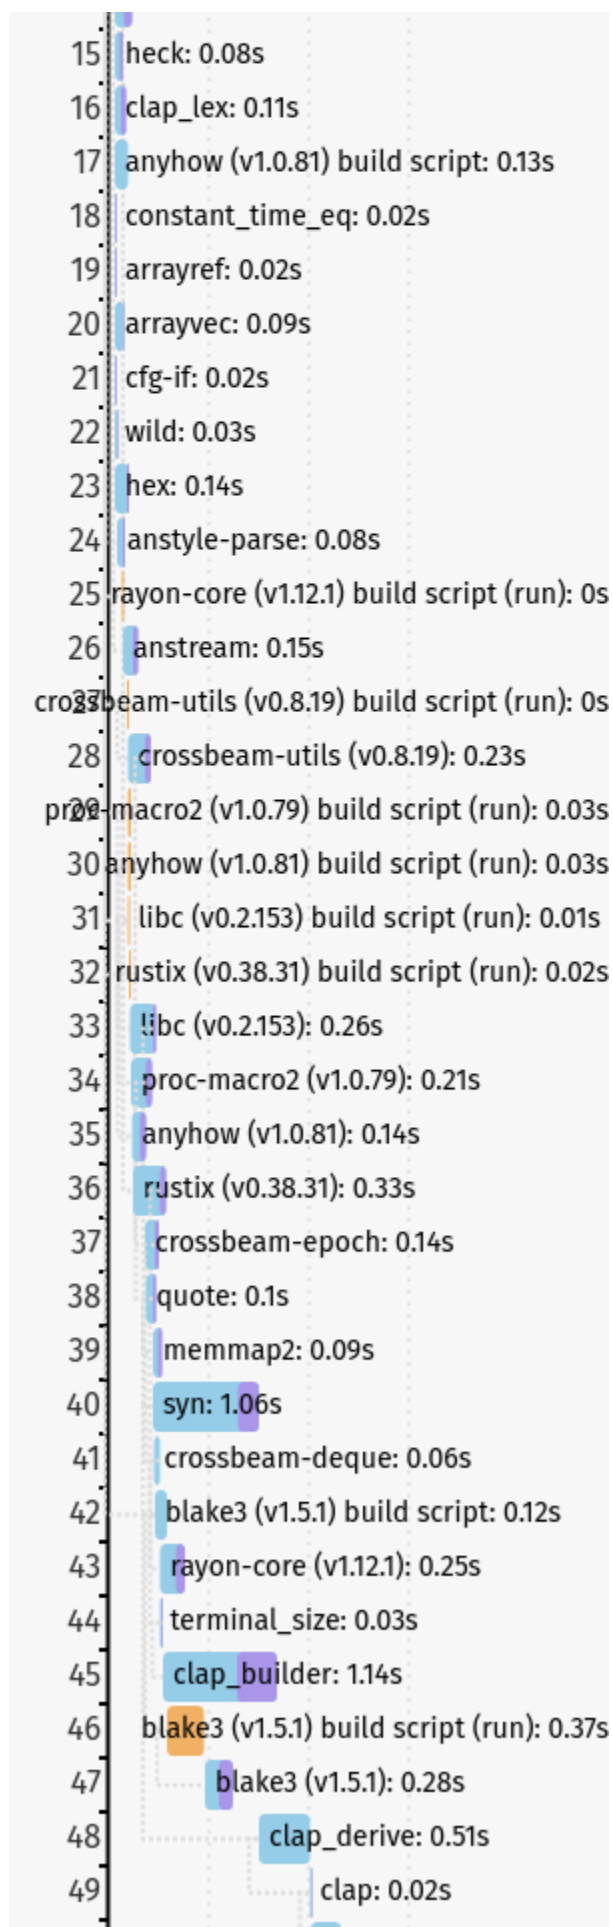 15 heck: 0.08s
16 clap_lex: 0.11s
17 anyhow (v1.0.81) build script: 0.13s
18 constant_time_eq: 0.02s
19 arrayref: 0.02s
20 arrayvec: 0.09s
21 cfg-if: 0.02s
22 wild: 0.03s
23 hex: 0.14s
24 anstyle-parse: 0.08s
25 rayon-core (v1.12.1) build script (run): 0s
26 anstream: 0.15s
27 crossbeam-utils (v0.8.19) build script (run): 0s
28 crossbeam-utils (v0.8.19): 0.23s
29 proc-macro2 (v1.0.79) build script (run): 0.03s
30 anyhow (v1.0.81) build script (run): 0.03s
31 libc (v0.2.153) build script (run): 0.01s
32 rustix (v0.38.31) build script (run): 0.02s
33 libc (v0.2.153): 0.26s
34 proc-macro2 (v1.0.79): 0.21s
35 anyhow (v1.0.81): 0.14s
36 rustix (v0.38.31): 0.33s
37 crossbeam-epoch: 0.14s
38 quote: 0.1s
39 memmap2: 0.09s
40 syn: 1.06s
41 crossbeam-deque: 0.06s
42 blake3 (v1.5.1) build script: 0.12s
43 rayon-core (v1.12.1): 0.25s
44 terminal_size: 0.03s
45 clap_builder: 1.14s
46 blake3 (v1.5.1) build script (run): 0.37s
47 blake3 (v1.5.1): 0.28s
48 clap_derive: 0.51s
49 clap: 0.02s